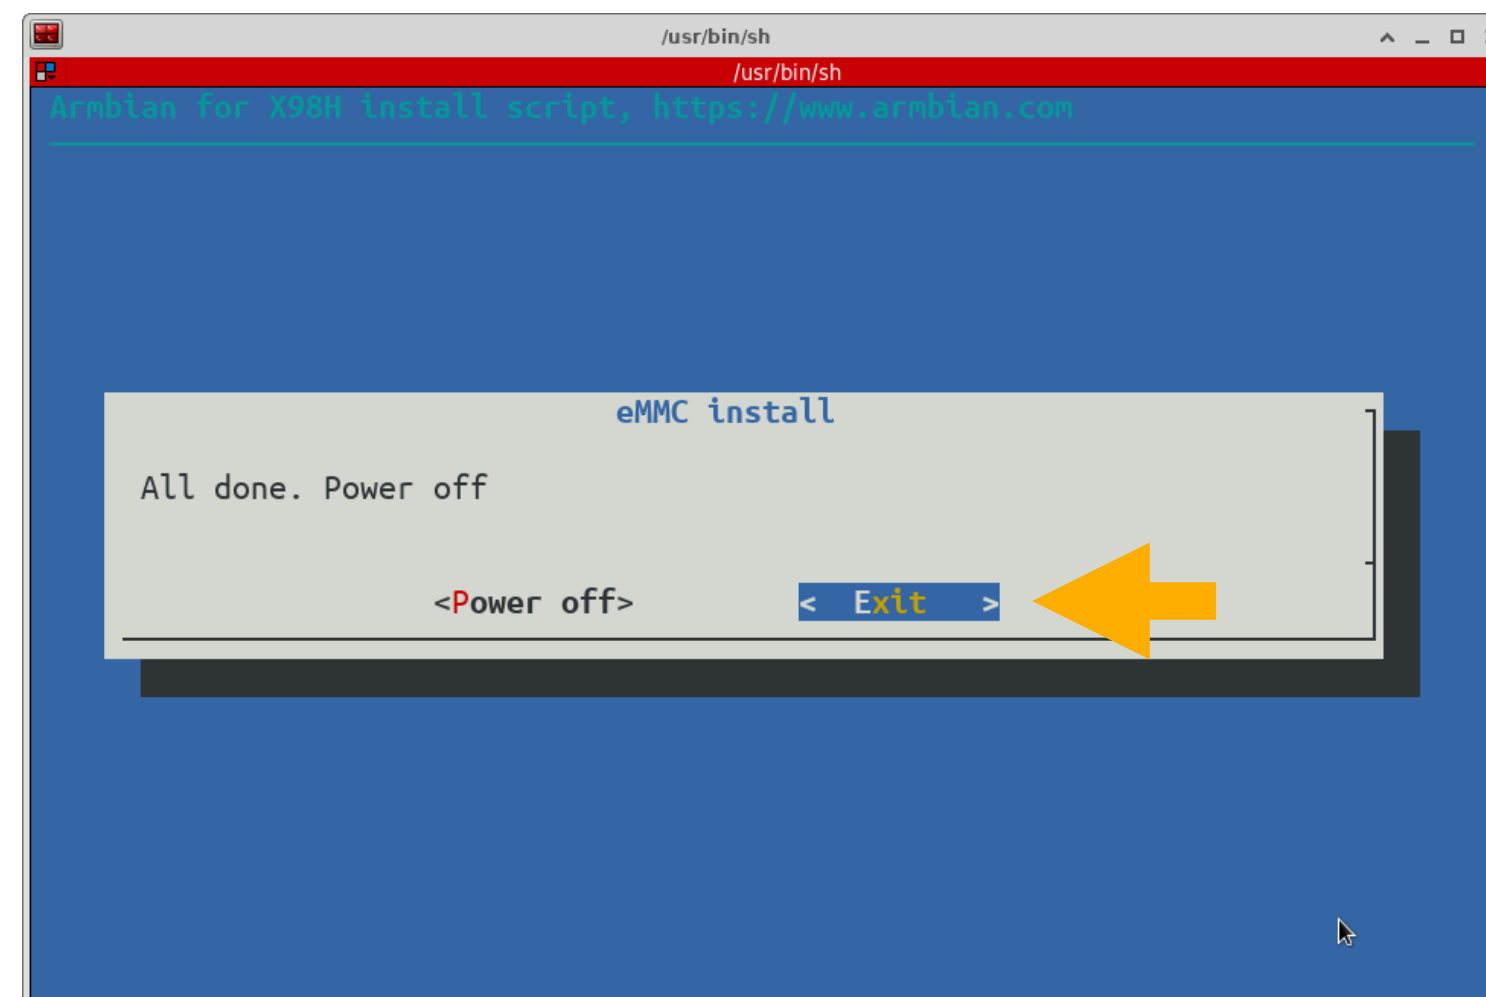 /usr/bin/sh
/usr/bin/sh
Armbian for X98H install script, https://www.armbian.com
eMMC install
All done. Power off
<Power off> < Exit >